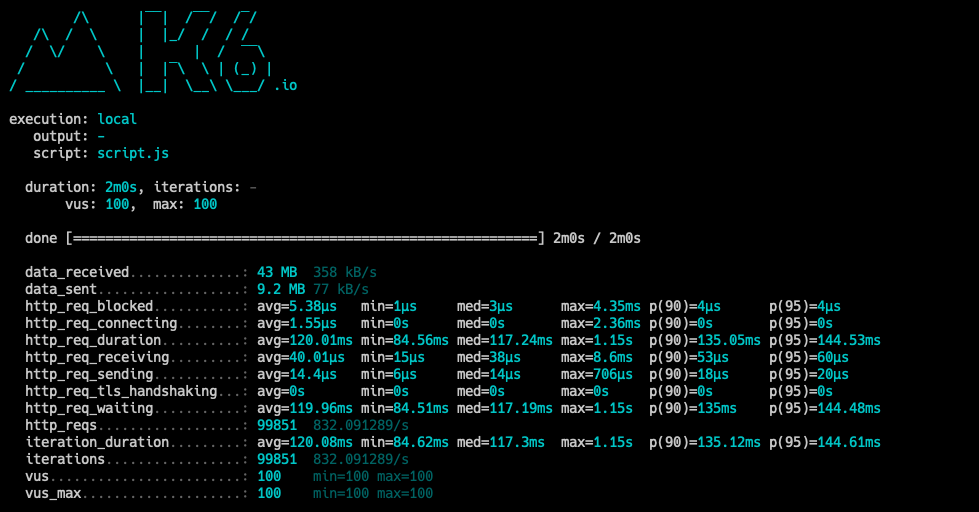 /\      |‾‾|  /‾‾/  /‾/
     /\  /  \     |  |_/  /  / /
    /  \/    \    |      |  /  ‾‾\
   /          \   |  |‾\  \ | (_) |
  / __________ \  |__|  \__\ \___/ .io
execution: local
output: -
script: script.js
duration: 2m0s, iterations: -
vus: 100, max: 100
done [==========================================================] 2m0s / 2m0s
data_received..............: 43 MB 358 kB/s
data_sent..................: 9.2 MB 77 kB/s
http_req_blocked...........: avg=5.38µs min=1µs med=3µs max=4.35ms p(90)=4µs p(95)=4µs
http_req_connecting........: avg=1.55µs min=0s med=0s max=2.36ms p(90)=0s p(95)=0s
http_req_duration..........: avg=120.01ms min=84.56ms med=117.24ms max=1.15s p(90)=135.05ms p(95)=144.53ms
http_req_receiving.........: avg=40.01µs min=15µs med=38µs max=8.6ms p(90)=53µs p(95)=60µs
http_req_sending...........: avg=14.4µs min=6µs med=14µs max=706µs p(90)=18µs p(95)=20µs
http_req_tls_handshaking...: avg=0s min=0s med=0s max=0s p(90)=0s p(95)=0s
http_req_waiting...........: avg=119.96ms min=84.51ms med=117.19ms max=1.15s p(90)=135ms p(95)=144.48ms
http_reqs..................: 99851 832.091289/s
iteration_duration.........: avg=120.08ms min=84.62ms med=117.3ms max=1.15s p(90)=135.12ms p(95)=144.61ms
iterations.................: 99851 832.091289/s
vus........................: 100 min=100 max=100
vus_max....................: 100 min=100 max=100